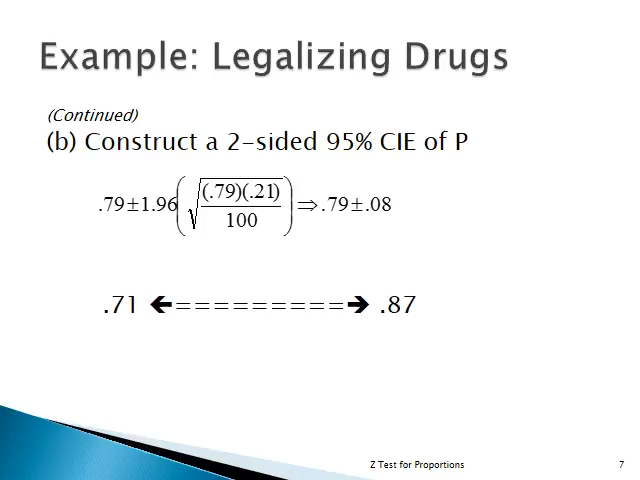 Example: Legalizing Drugs
(Continued)
(b) Construct a 2-sided 95% CIE of P
.79±1.96(√((.79)(.21)/100))⇒.79±.08
.71 🡸=========🡺 .87
Z Test for Proportions 7